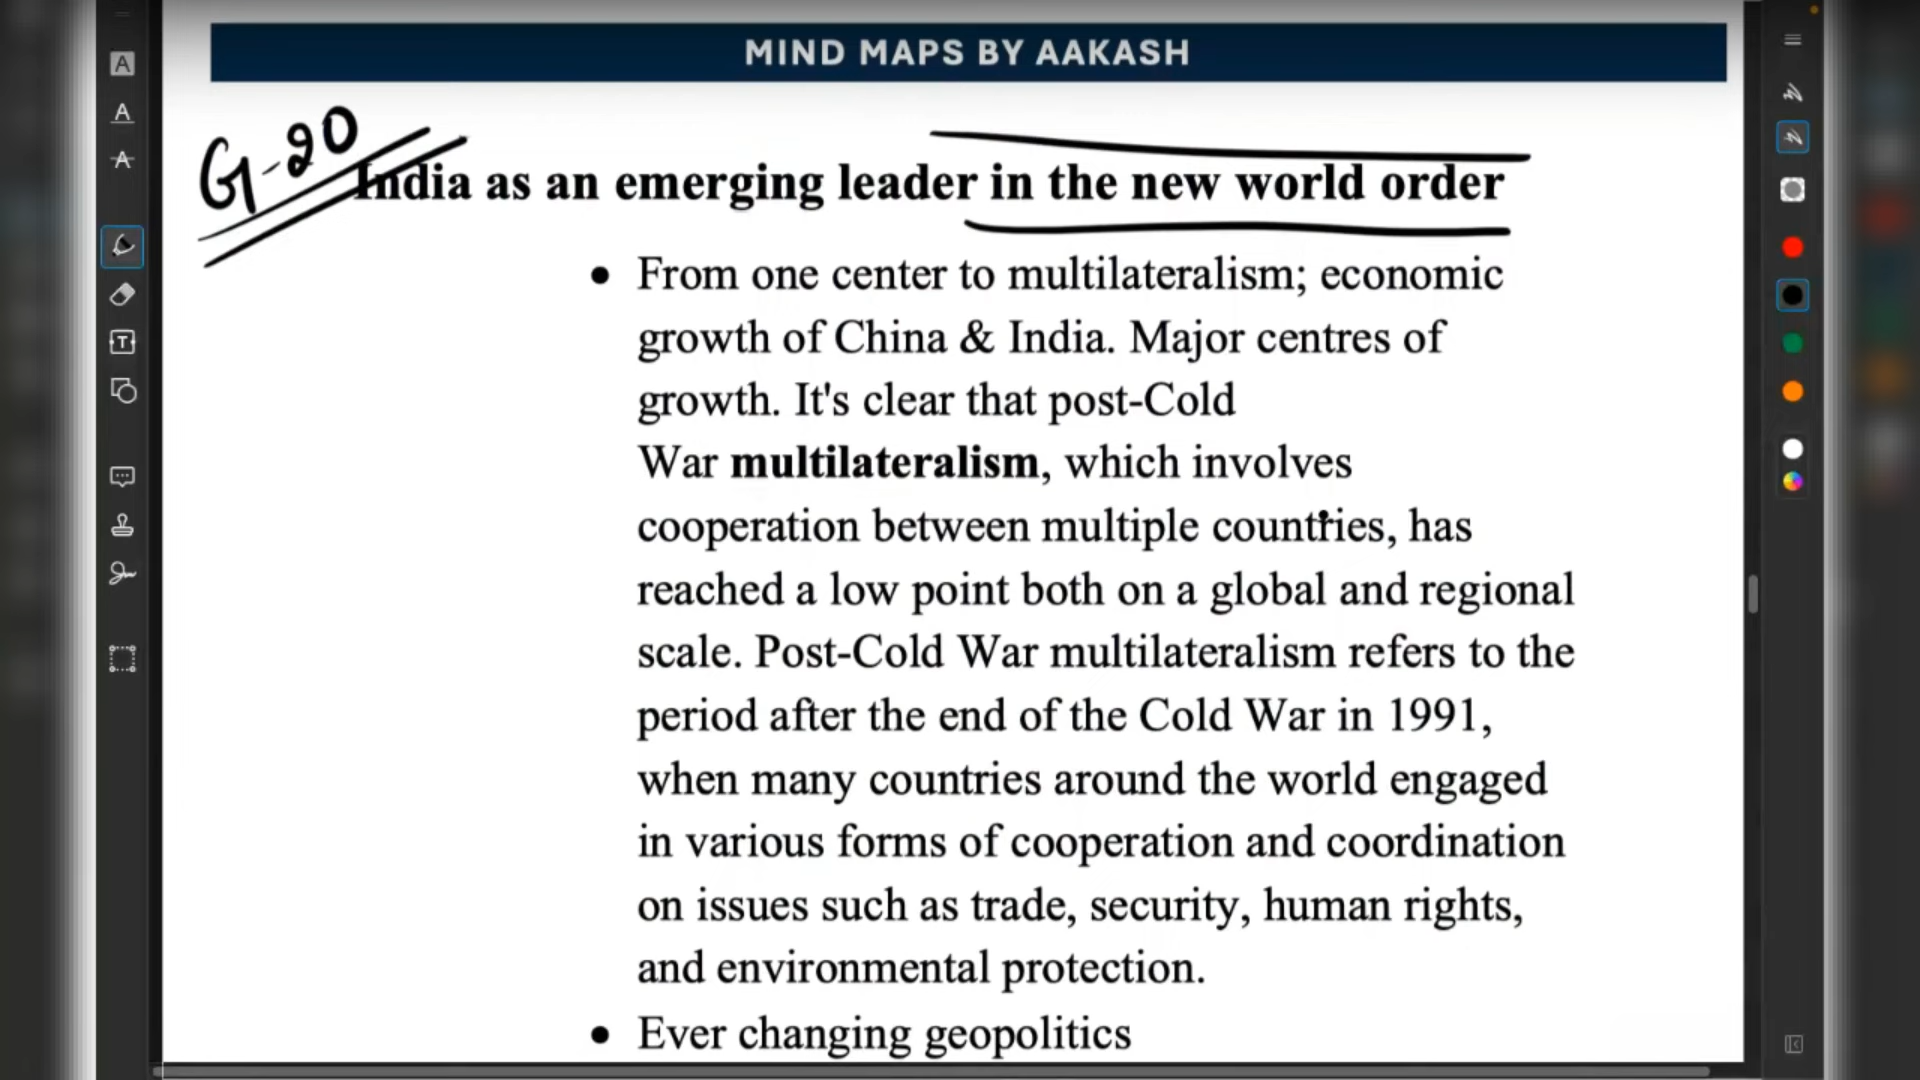 MIND MAPS BY AAKASH
G-20
India as an emerging leader in the new world order
• From one center to multilateralism; economic
growth of China & India. Major centres of
growth. It's clear that post-Cold
War multilateralism, which involves
cooperation between multiple countries, has
reached a low point both on a global and regional
scale. Post-Cold War multilateralism refers to the
period after the end of the Cold War in 1991,
when many countries around the world engaged
in various forms of cooperation and coordination
on issues such as trade, security, human rights,
and environmental protection.
• Ever changing geopolitics